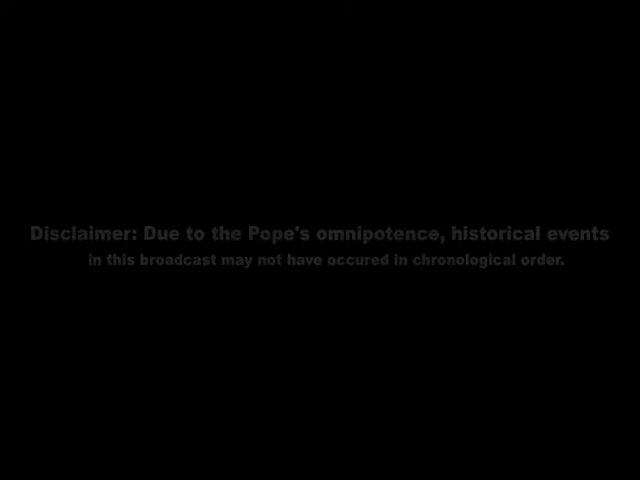 Disclaimer: Due to the Pope's omnipotence, historical events
in this broadcast may not have occured in chronological order.